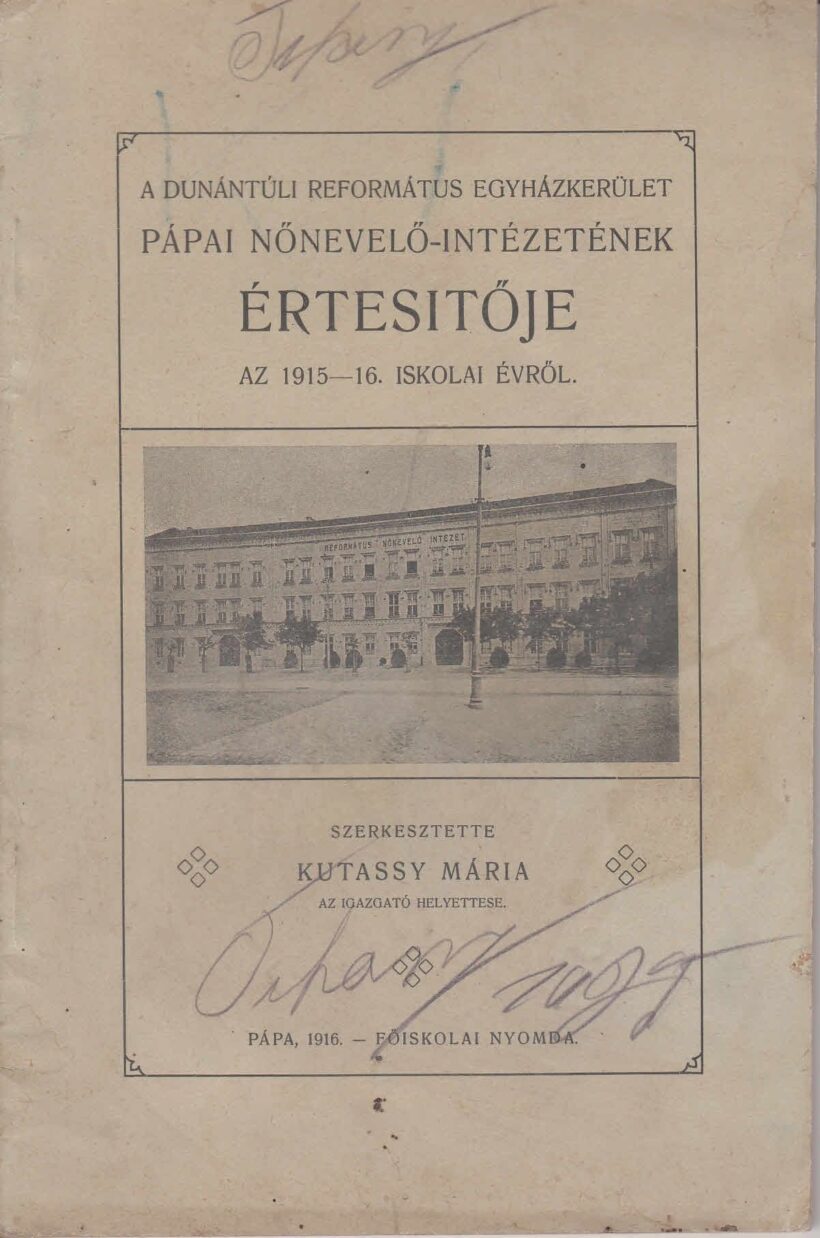 A DUNÁNTÚLI REFORMÁTUS EGYHÁZKERÜLET
PÁPAI NŐNEVELŐ-INTÉZETÉNEK
ÉRTESITŐJE
AZ 1915—16. ISKOLAI ÉVRŐL.
REFORMÁTUS NŐNEVELŐ INTÉZET
SZERKESZTETTE
KUTASSY MÁRIA
AZ IGAZGATÓ HELYETTESE.
PÁPA, 1916. — FŐISKOLAI NYOMDA.